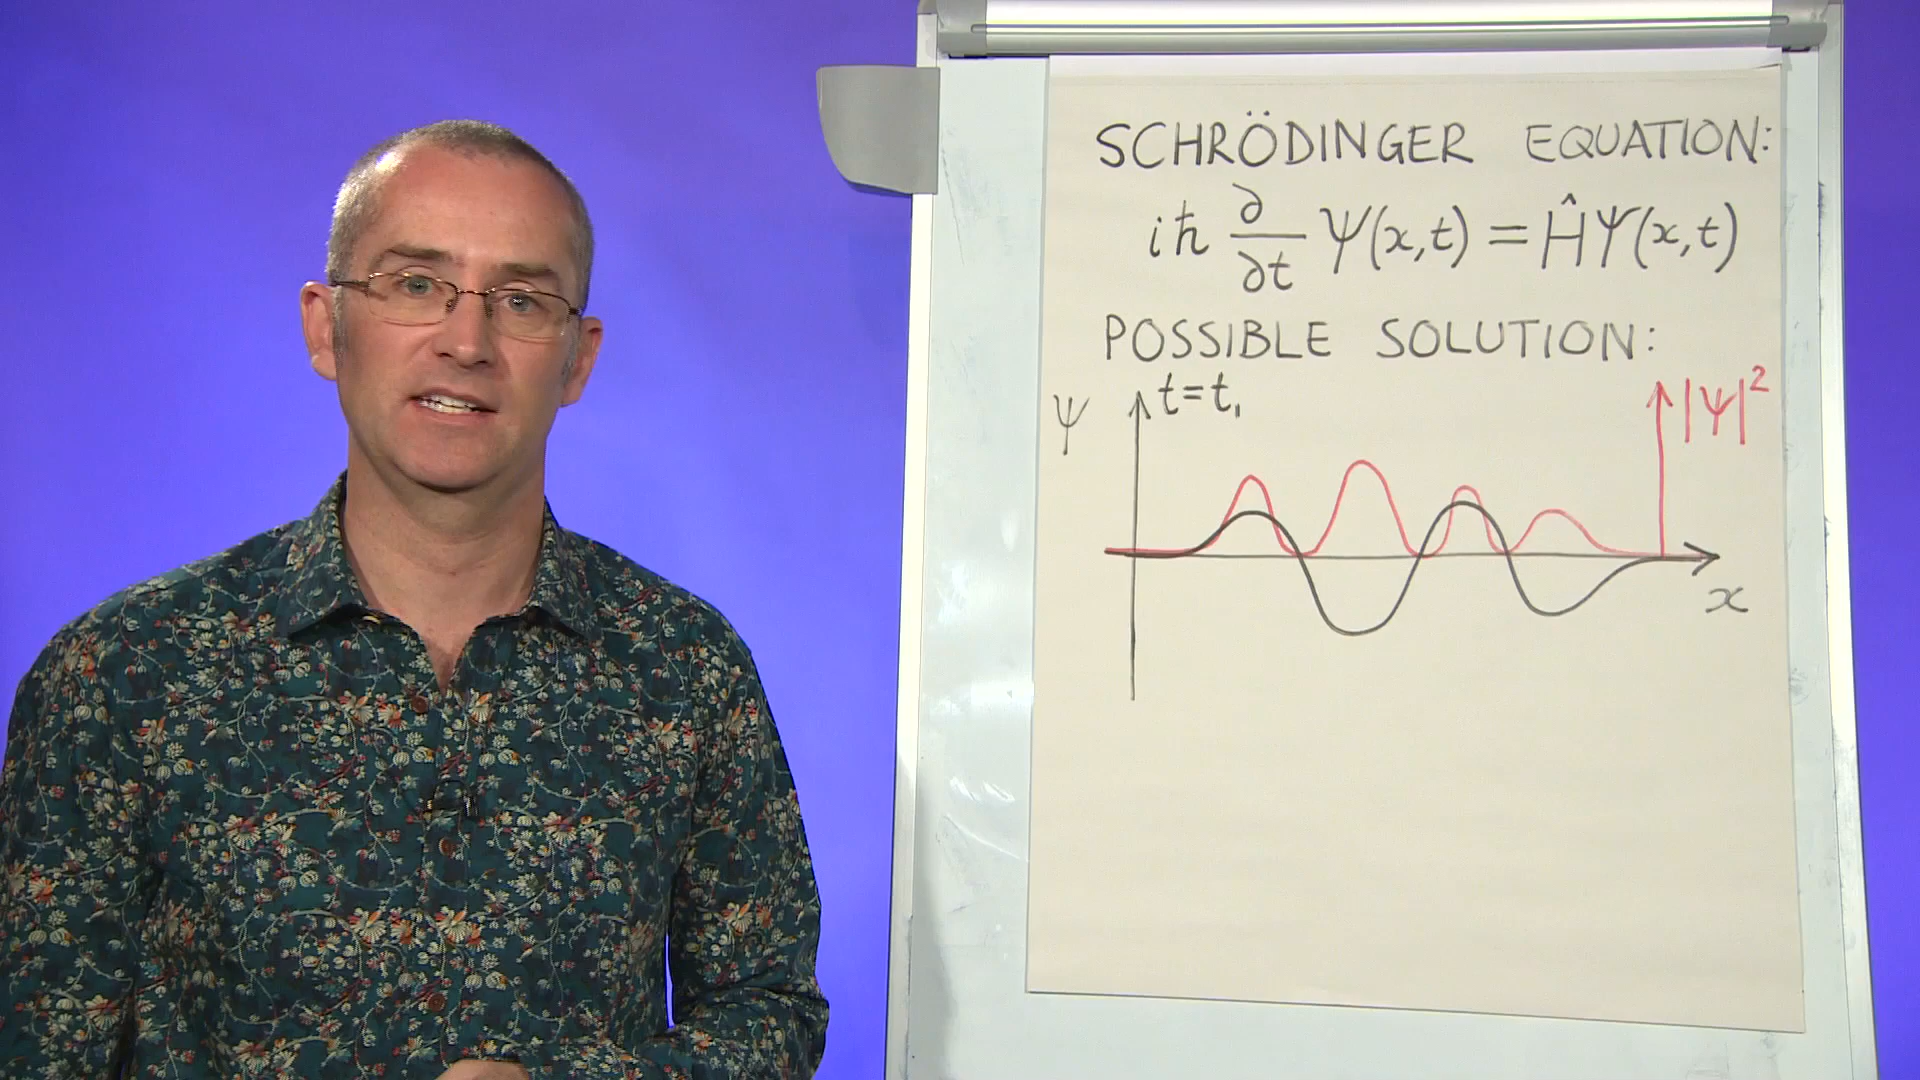 SCHRÖDINGER EQUATION:
iħ ∂/∂t Ψ(x,t) = ĤΨ(x,t)
POSSIBLE SOLUTION:
Ψ t=t₁ |Ψ|²
x